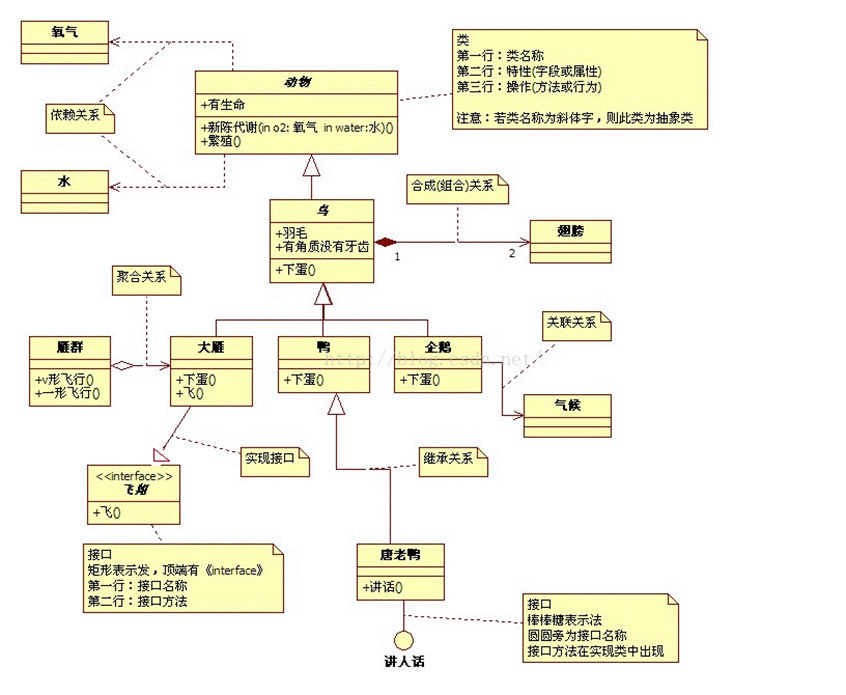 氧气
类
第一行：类名称
第二行：特性(字段或属性)
第三行：操作(方法或行为)
注意：若类名称为斜体字，则此类为抽象类
动物
+有生命
+新陈代谢(in o2: 氧气 in water:水)()
+繁殖()
依赖关系
水
合成(组合)关系
鸟
+羽毛
+有角质没有牙齿
+下蛋()
1
2
翅膀
聚合关系
关联关系
雁群
+v形飞行()
+一形飞行()
大雁
+下蛋()
+飞()
鸭
+下蛋()
企鹅
+下蛋()
http://blog.csdn.net/
气候
实现接口
继承关系
<<interface>>
飞翔
+飞()
接口
矩形表示发，顶端有《interface》
第一行：接口名称
第二行：接口方法
唐老鸭
+讲话()
讲人话
接口
棒棒糖表示法
圆圆旁为接口名称
接口方法在实现类中出现